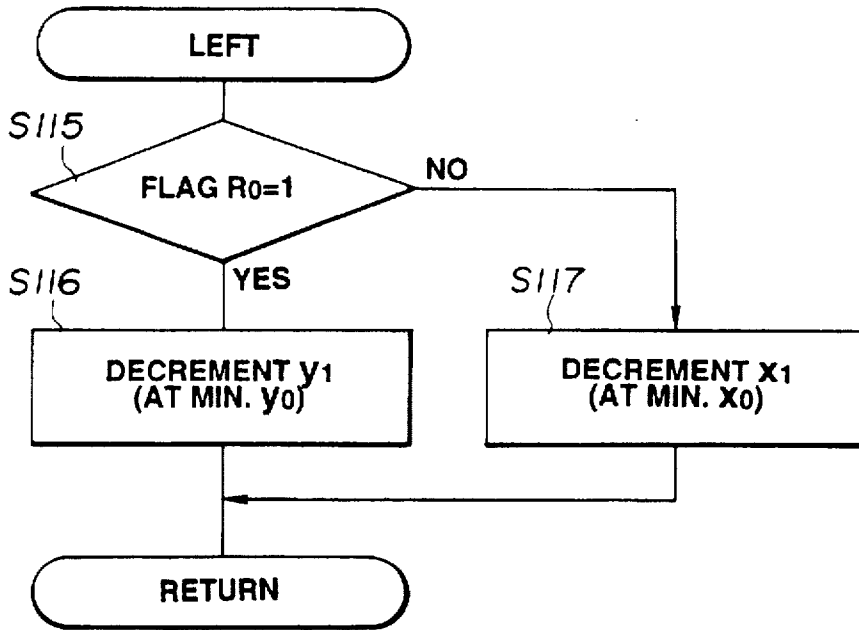 LEFT
S115
FLAG R0=1
NO
YES
S116
S117
DECREMENT y1
(AT MIN. y0)
DECREMENT x1
(AT MIN. x0)
RETURN